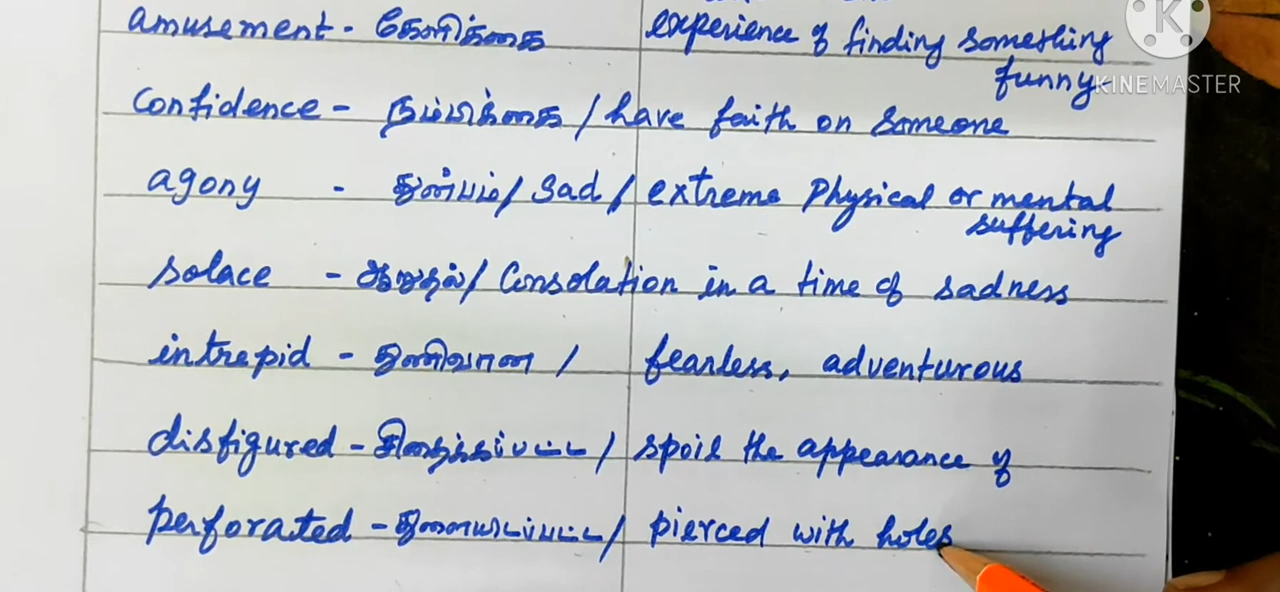 amusement - கேளிக்கை experience of finding something
funny
KINEMASTER
confidence - நம்பிக்கை / have faith on someone
agony - துன்பம் / Sad / extreme Physical or mental
suffering
solace - ஆறுதல் / Consolation in a time of sadness
intrepid - துணிவான / fearless, adventurous
disfigured - சிதைக்கப்பட்ட / spoil the appearance of
perforated - துளையிடப்பட்ட / pierced with holes